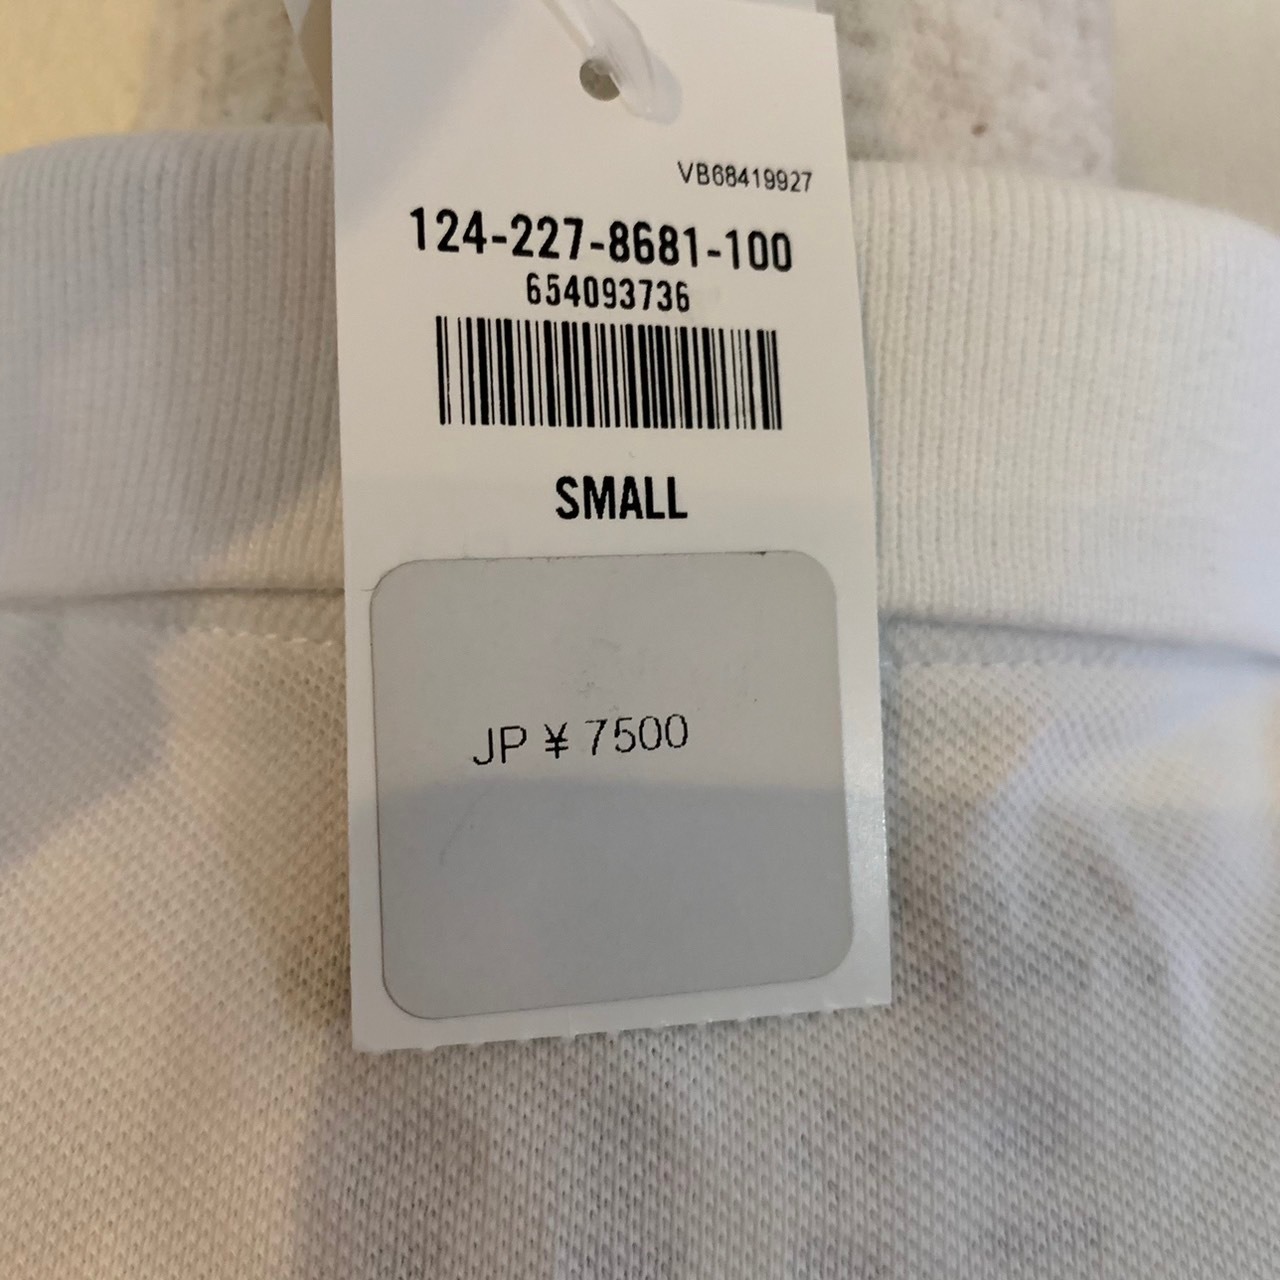 VB68419927
124-227-8681-100
654093736
SMALL
JP ¥ 7500